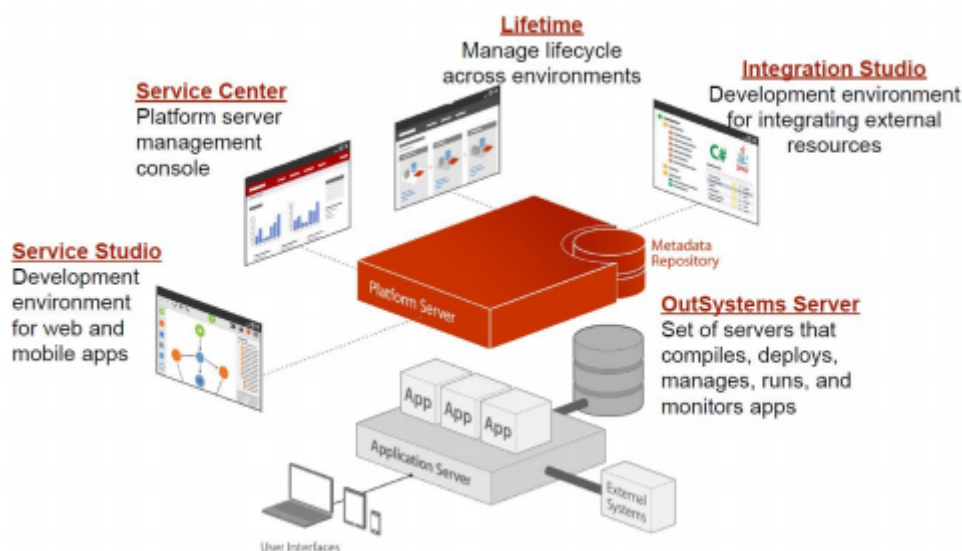 Lifetime
Manage lifecycle
across environments
Integration Studio
Development environment
for integrating external
resources
Service Center
Platform server
management
console
C#
Metadata
Repository
Service Studio
Development
environment
for web and
mobile apps
Platform Server
OutSystems Server
Set of servers that
compiles, deploys,
manages, runs, and
monitors apps
App
App
App
Application Server
External
Systems
User Interfaces